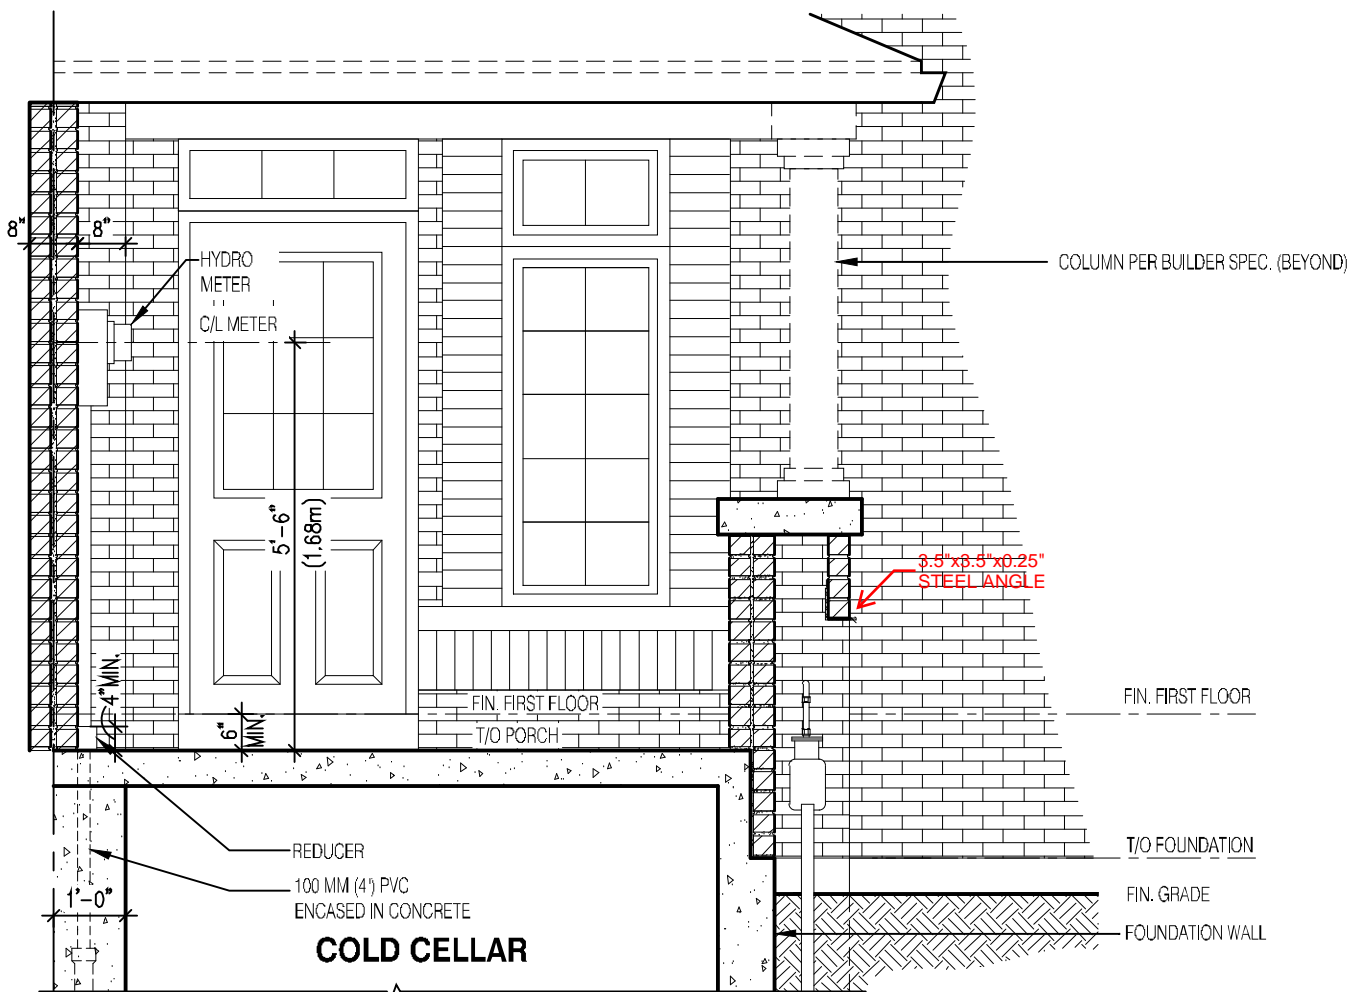 8"
8"
HYDRO
METER
C/L METER
COLUMN PER BUILDER SPEC. (BEYOND)
5'-6"
(1.68m)
3.5"x3.5"x0.25"
STEEL ANGLE
4" MIN.
6"
MIN.
FIN. FIRST FLOOR
T/O PORCH
FIN. FIRST FLOOR
T/O FOUNDATION
REDUCER
100 MM (4") PVC
ENCASED IN CONCRETE
1'-0"
FIN. GRADE
FOUNDATION WALL
COLD CELLAR